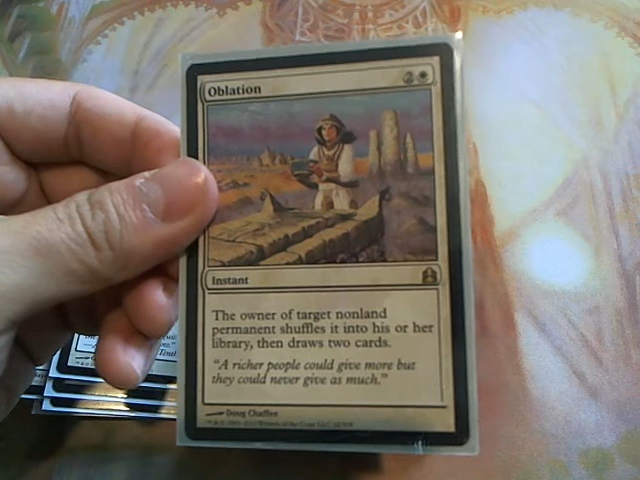 Oblation
2
Instant
The owner of target nonland
permanent shuffles it into his or her
library, then draws two cards.
"A richer people could give more but
they could never give as much."
Doug Chaffee